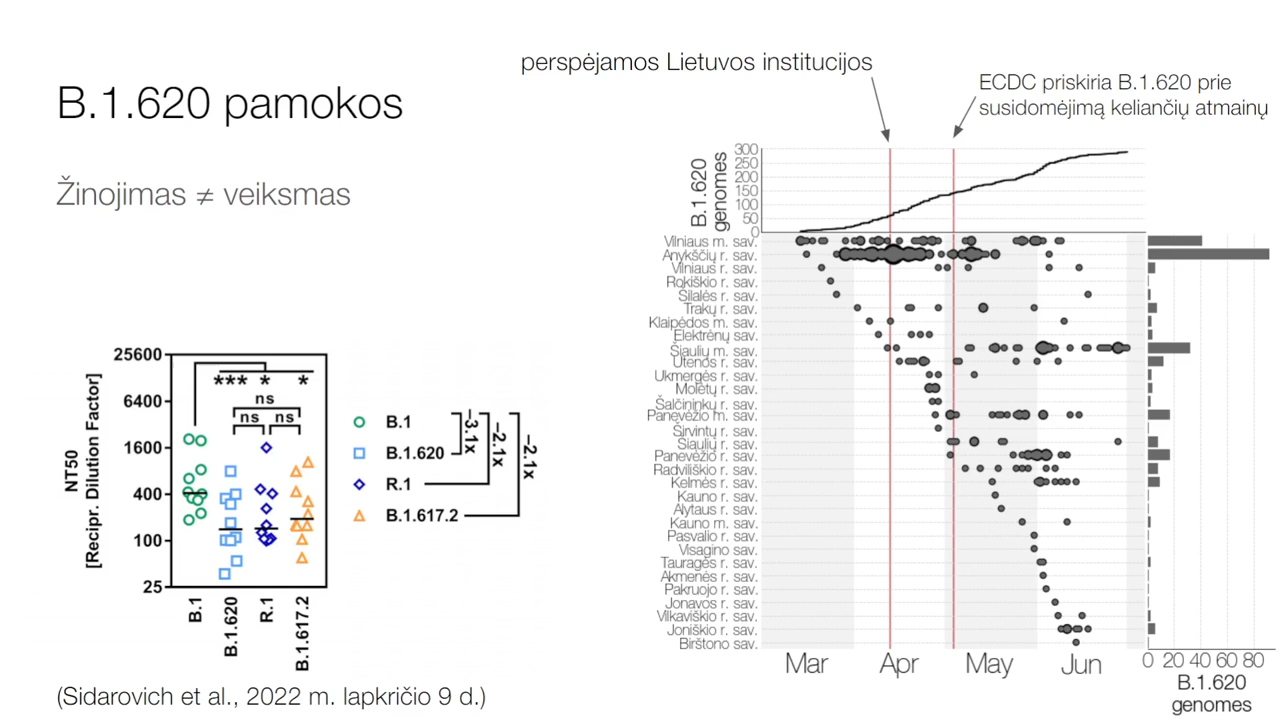 B.1.620 pamokos
Žinojimas ≠ veiksmas
perspėjamos Lietuvos institucijos
ECDC priskiria B.1.620 prie
susidomėjimą keliančių atmainų
25600
6400
1600
400
100
25
NT50
[Recipr. Dilution Factor]
*** * *
ns
ns ns
B.1
B.1.620
R.1
B.1.617.2
B.1
B.1.620
R.1
B.1.617.2
–3.1x
–2.1x
–2.1x
(Sidarovich et al., 2022 m. lapkričio 9 d.)
B.1.620
genomes
300
250
200
150
100
50
0
Vilniaus m. sav.
Anykščių r. sav.
Vilniaus r. sav.
Rokiškio r. sav.
Šilalės r. sav.
Trakų r. sav.
Klaipėdos m. sav.
Elektrėnų sav.
Šiaulių m. sav.
Utenos r. sav.
Ukmergės r. sav.
Molėtų r. sav.
Šalčininkų r. sav.
Panevėžio m. sav.
Širvintų r. sav.
Šiaulių r. sav.
Panevėžio r. sav.
Radviliškio r. sav.
Kelmės r. sav.
Kauno r. sav.
Alytaus r. sav.
Kauno m. sav.
Pasvalio r. sav.
Visagino sav.
Tauragės r. sav.
Akmenės r. sav.
Pakruojo r. sav.
Jonavos r. sav.
Vilkaviškio r. sav.
Joniškio r. sav.
Birštono sav.
Mar Apr May Jun
0 20 40 60 80
B.1.620
genomes